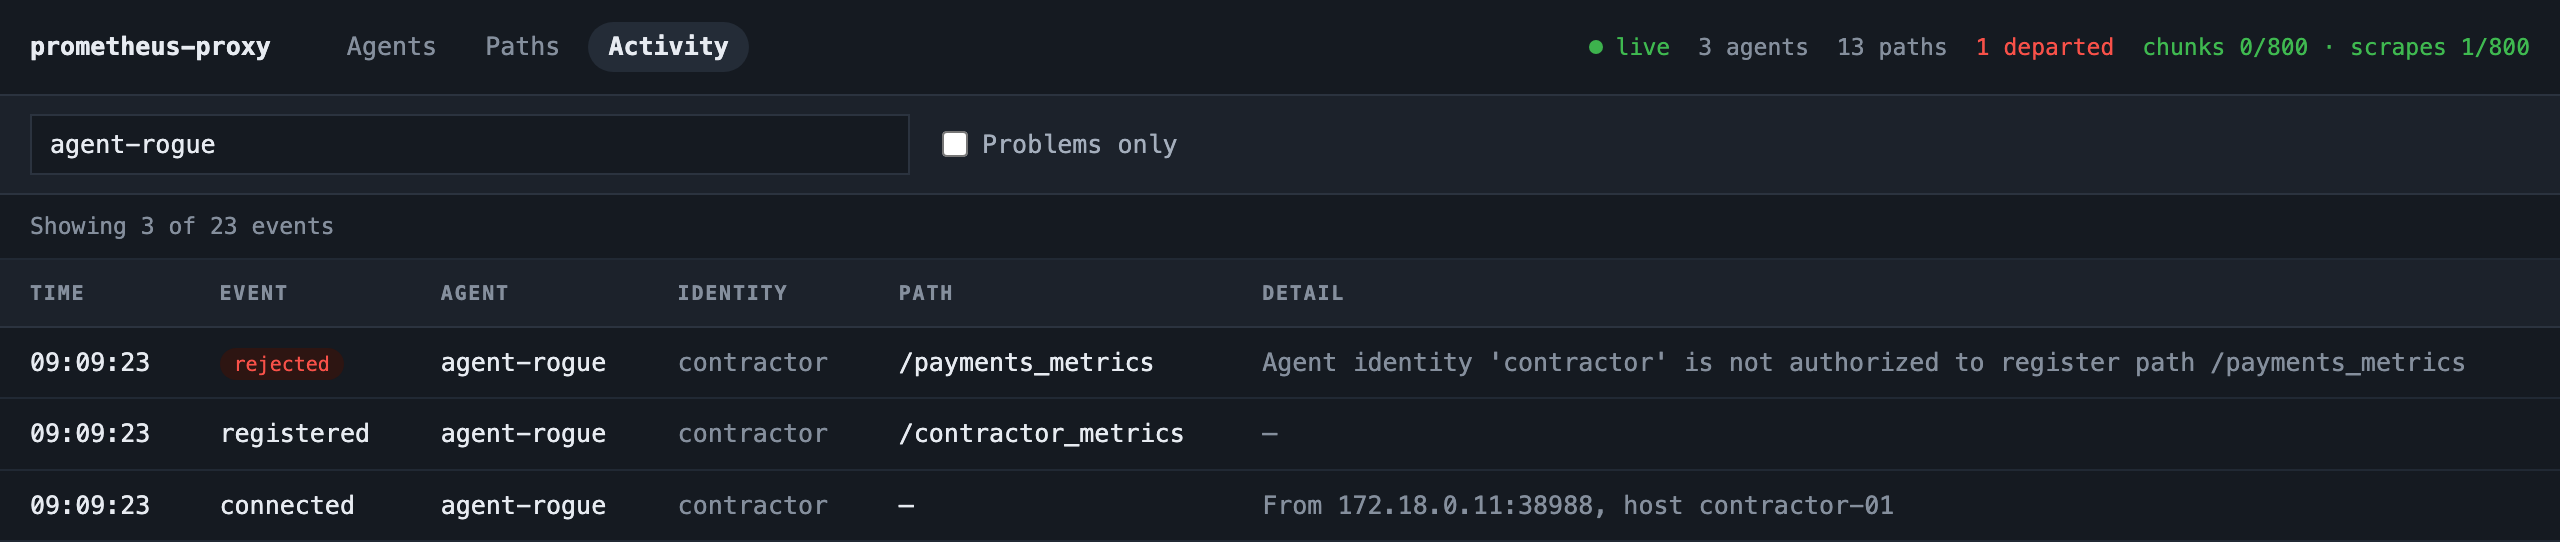 prometheus-proxy Agents Paths Activity ● live 3 agents 13 paths 1 departed chunks 0/800 · scrapes 1/800
agent-rogue Problems only
Showing 3 of 23 events
TIME EVENT AGENT IDENTITY PATH DETAIL
09:09:23 rejected agent-rogue contractor /payments_metrics Agent identity 'contractor' is not authorized to register path /payments_metrics
09:09:23 registered agent-rogue contractor /contractor_metrics —
09:09:23 connected agent-rogue contractor — From 172.18.0.11:38988, host contractor-01